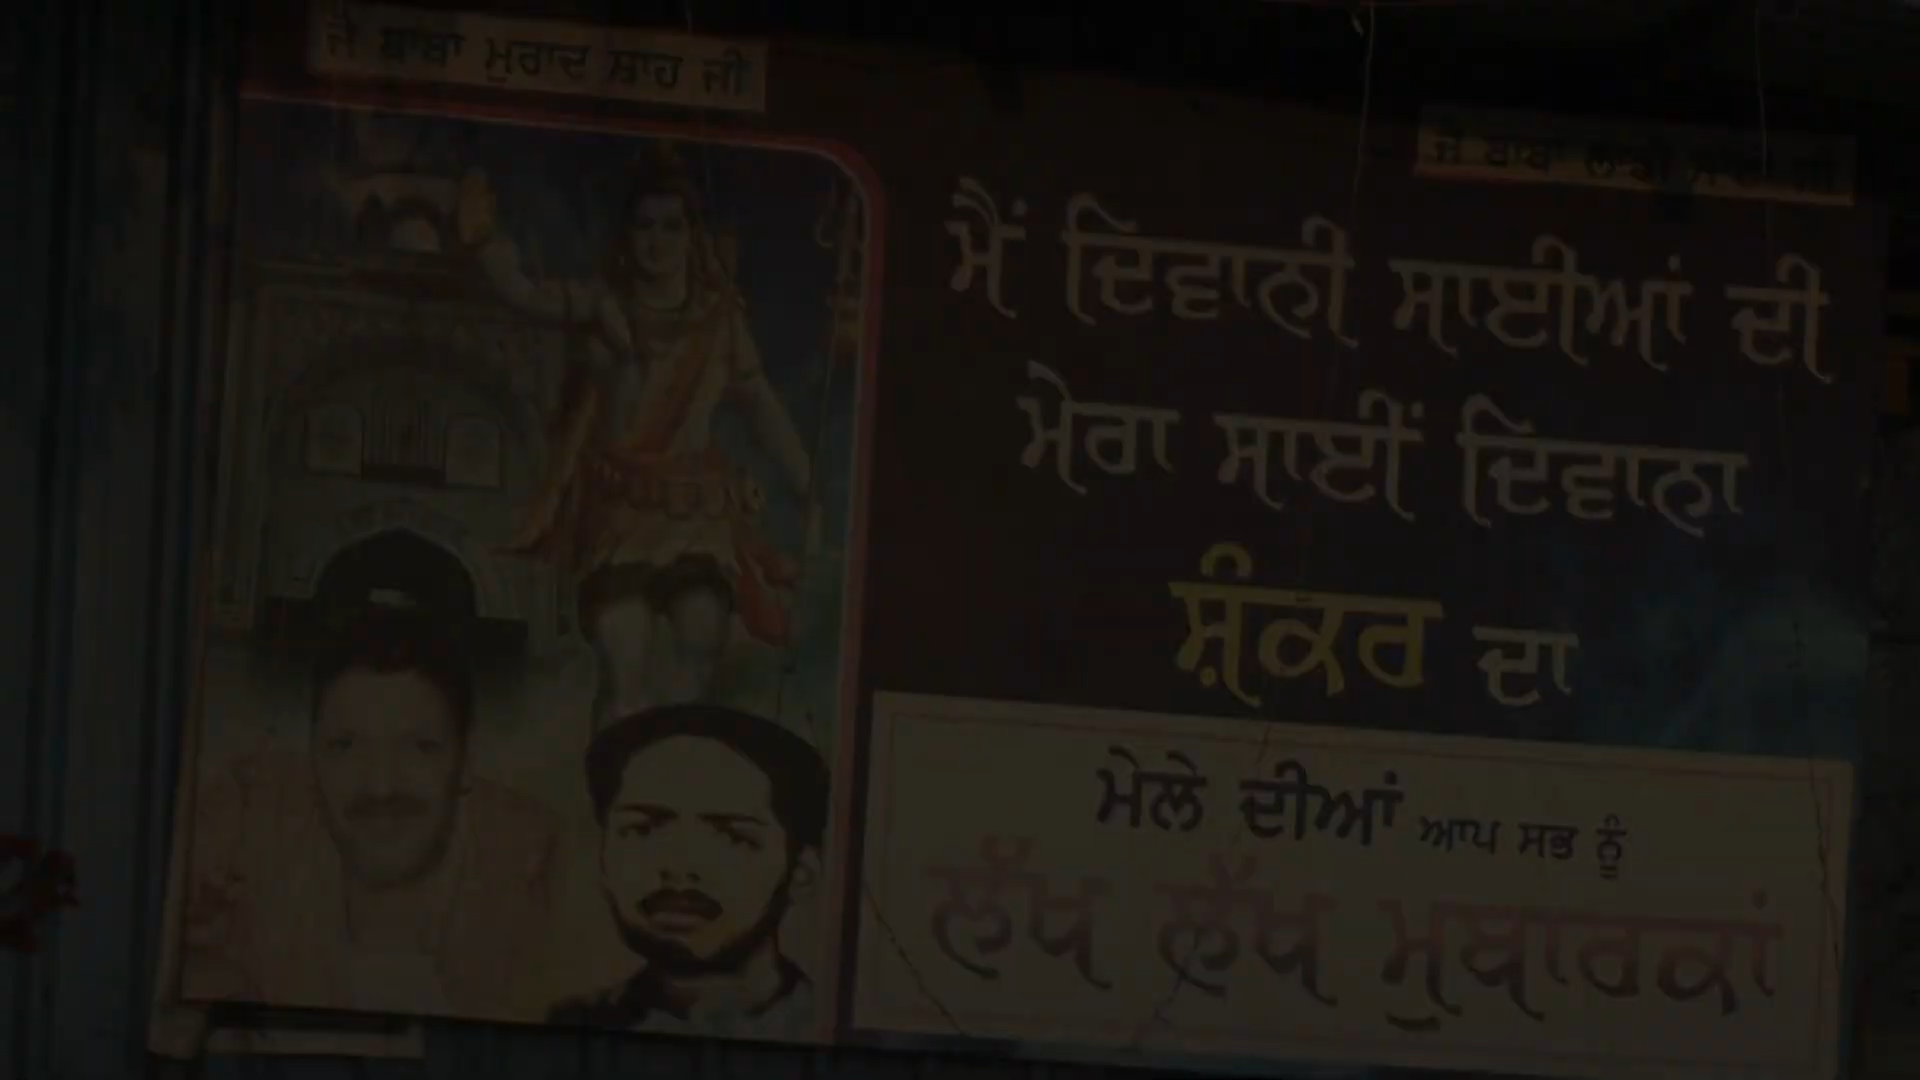 ਜੈ ਬਾਬਾ ਮੁਰਾਦ ਸ਼ਾਹ ਜੀ
ਜੈ ਬਾਬਾ ਲਾਡੀ ਸਾਈਂ ਜੀ
ਮੈਂ ਦਿਵਾਨੀ ਸਾਈਆਂ ਦੀ
ਮੇਰਾ ਸਾਈਂ ਦਿਵਾਨਾ
ਸ਼ੰਕਰ ਦਾ
ਮੇਲੇ ਦੀਆਂ ਆਪ ਸਭ ਨੂੰ
ਲੱਖ ਲੱਖ ਮੁਬਾਰਕਾਂ